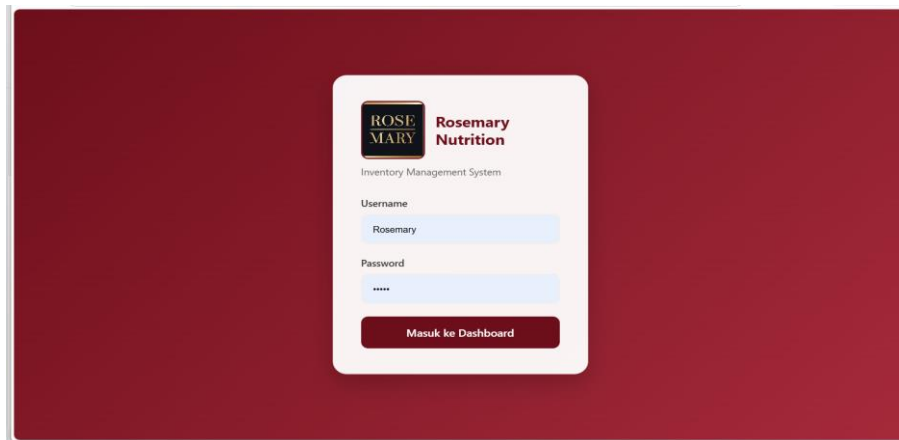 ROSE
MARY
Rosemary
Nutrition
Inventory Management System
Username
Rosemary
Password
•••••
Masuk ke Dashboard